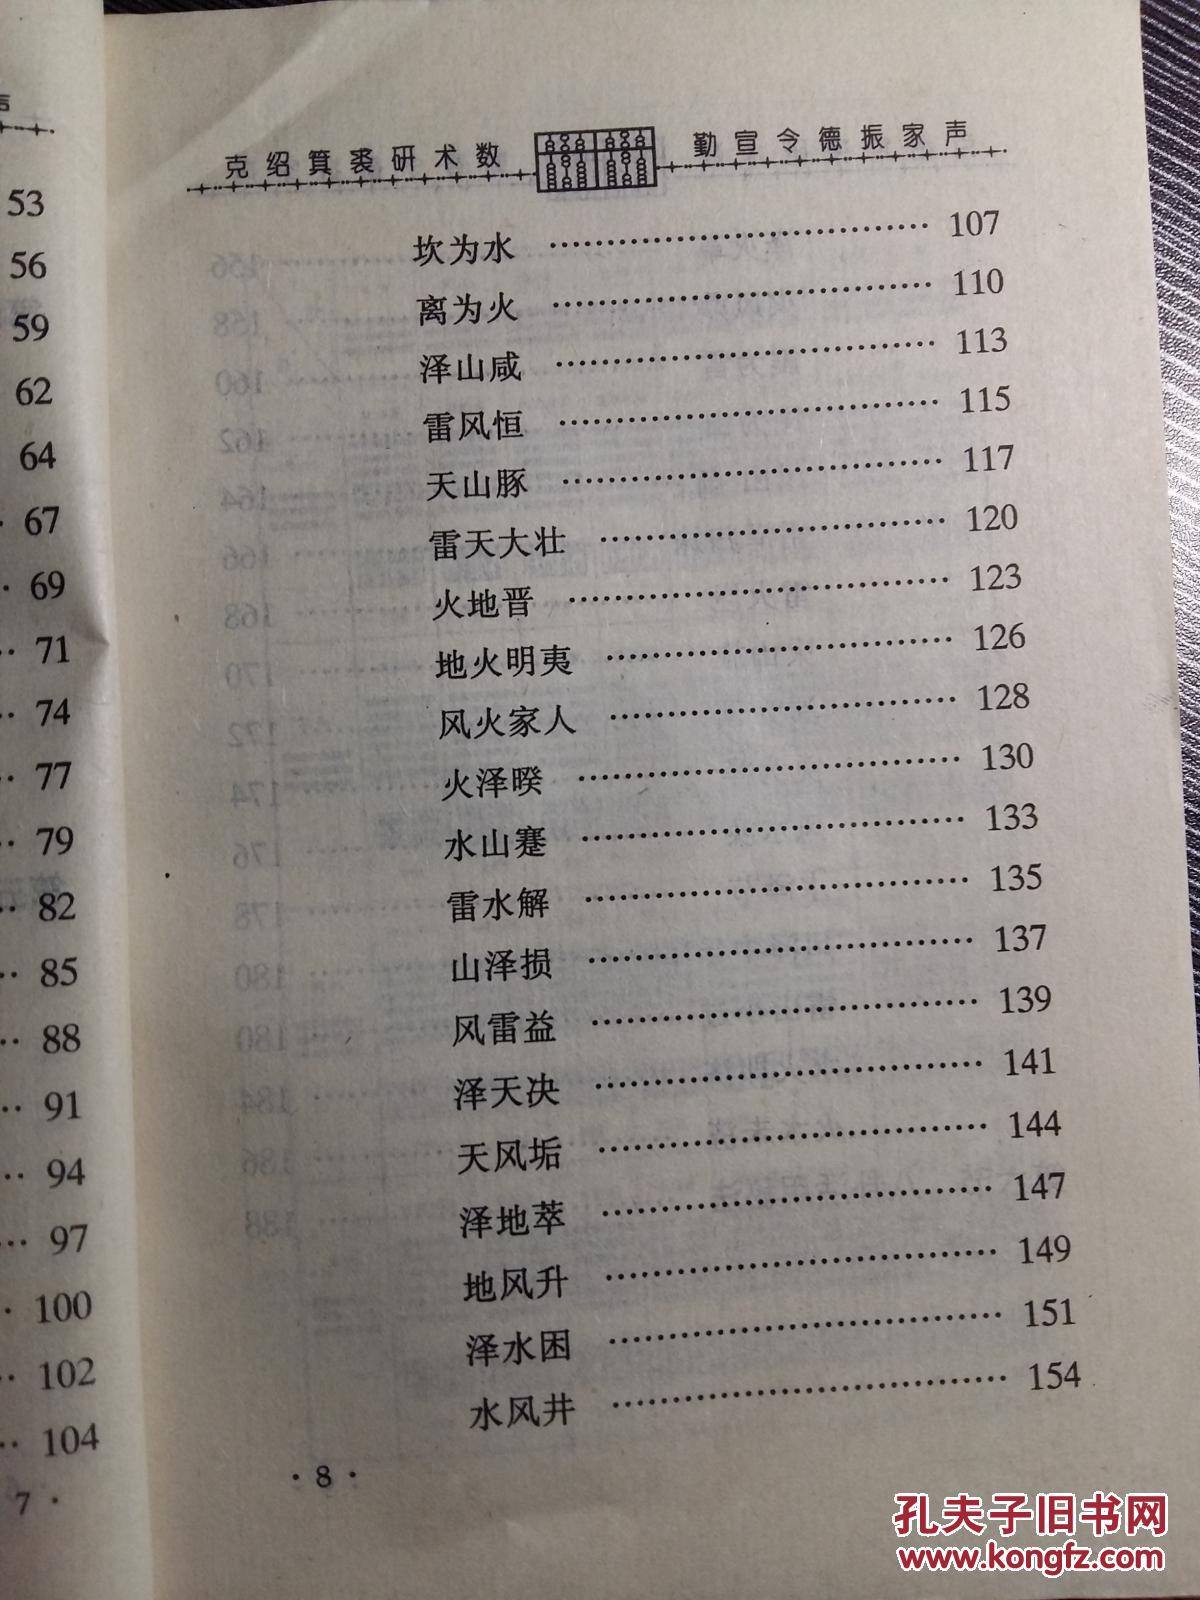 53
56
59
62
64
67
69
71
74
77
79
82
85
88
91
94
97
100
102
104
7 ·
克绍箕裘研术数 勤宣令德振家声
坎为水 ………………………… 107
离为火 ………………………… 110
泽山咸 ………………………… 113
雷风恒 ………………………… 115
天山豚 ………………………… 117
雷天大壮 ……………………… 120
火地晋 ………………………… 123
地火明夷 ……………………… 126
风火家人 ……………………… 128
火泽暌 ………………………… 130
水山蹇 ………………………… 133
雷水解 ………………………… 135
山泽损 ………………………… 137
风雷益 ………………………… 139
泽天决 ………………………… 141
天风垢 ………………………… 144
泽地萃 ………………………… 147
地风升 ………………………… 149
泽水困 ………………………… 151
水风井 ………………………… 154
· 8 ·
孔夫子旧书网
www.kongfz.com